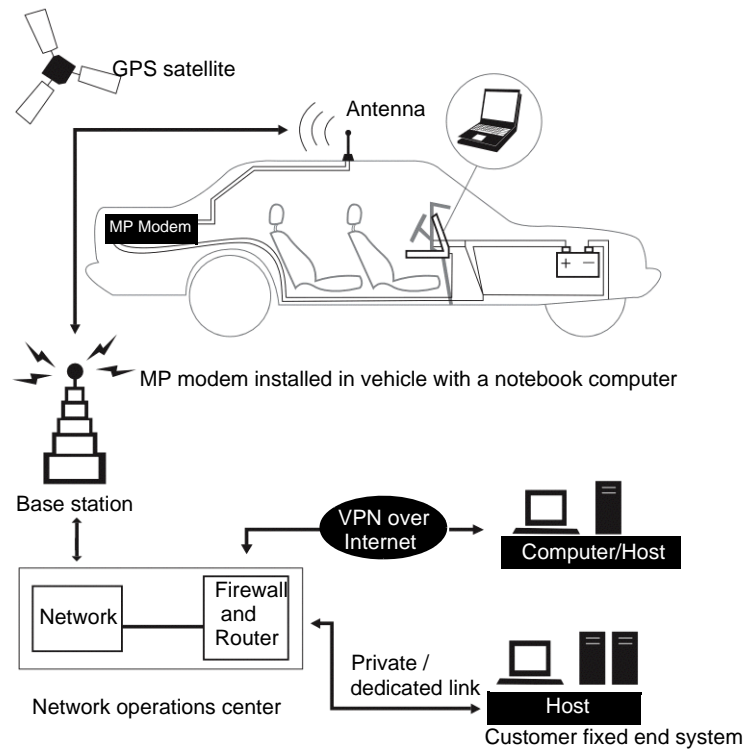 GPS satellite
Antenna
MP Modem
+ −
MP modem installed in vehicle with a notebook computer
Base station
VPN over
Internet
Computer/Host
Network
Firewall
and
Router
Private /
dedicated link
Host
Network operations center
Customer fixed end system